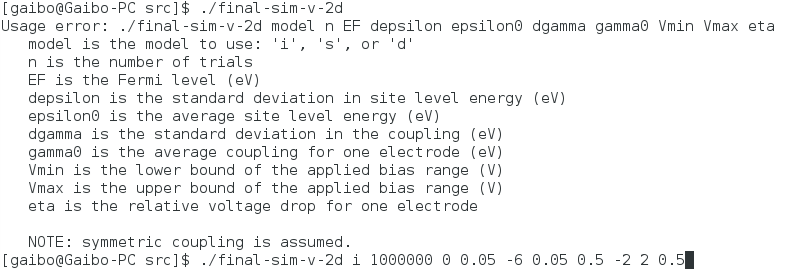 [gaibo@Gaibo-PC src]$ ./final-sim-v-2d
Usage error: ./final-sim-v-2d model n EF depsilon epsilon0 dgamma gamma0 Vmin Vmax eta
   model is the model to use: 'i', 's', or 'd'
   n is the number of trials
   EF is the Fermi level (eV)
   depsilon is the standard deviation in site level energy (eV)
   epsilon0 is the average site level energy (eV)
   dgamma is the standard deviation in the coupling (eV)
   gamma0 is the average coupling for one electrode (eV)
   Vmin is the lower bound of the applied bias range (V)
   Vmax is the upper bound of the applied bias range (V)
   eta is the relative voltage drop for one electrode

   NOTE: symmetric coupling is assumed.
[gaibo@Gaibo-PC src]$ ./final-sim-v-2d i 1000000 0 0.05 -6 0.05 0.5 -2 2 0.5